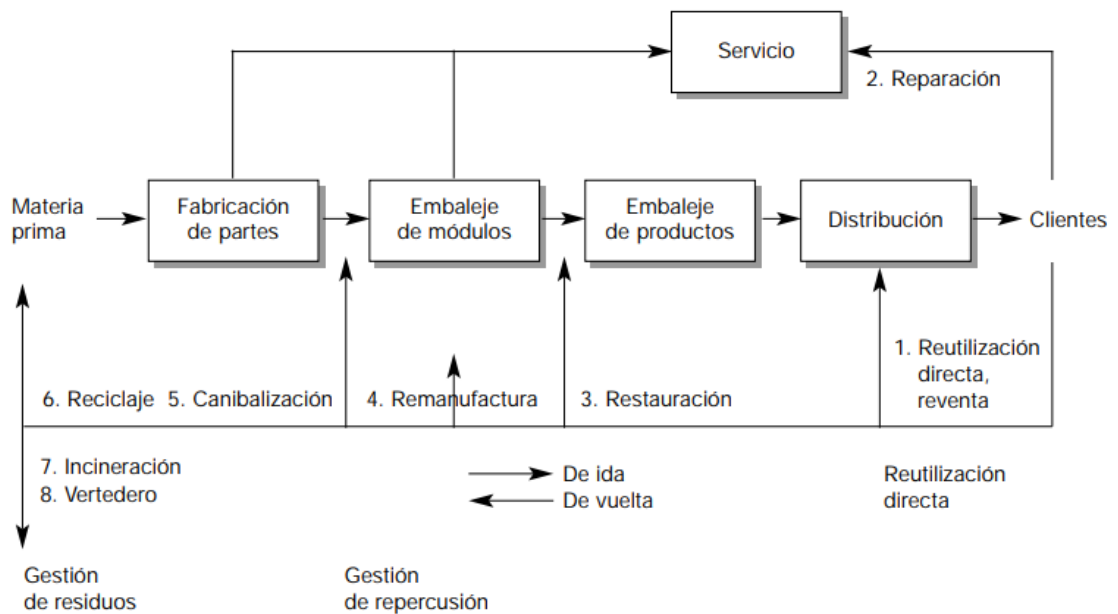 Servicio
2. Reparación
Materia
prima
Fabricación
de partes
Embaleje
de módulos
Embaleje
de productos
Distribución
Clientes
1. Reutilización
directa,
reventa
6. Reciclaje
5. Canibalización
4. Remanufactura
3. Restauración
7. Incineración
8. Vertedero
De ida
De vuelta
Reutilización
directa
Gestión
de residuos
Gestión
de repercusión